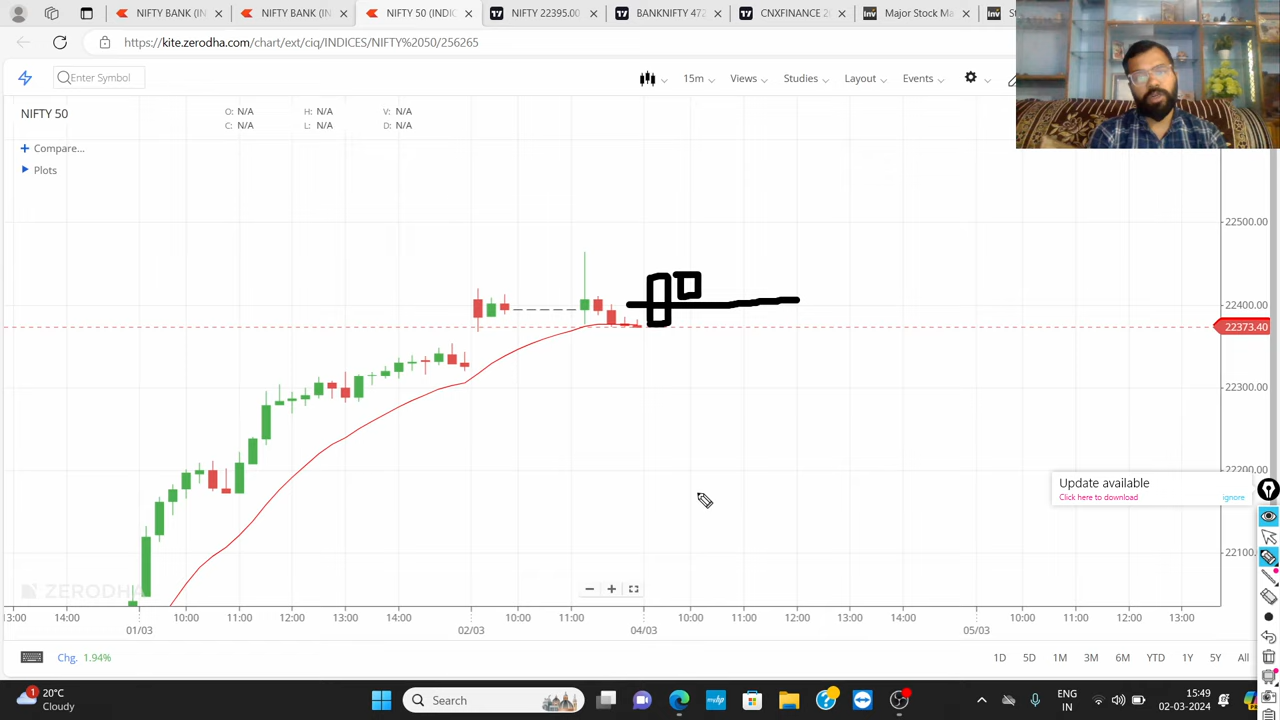 NIFTY BANK (IN
NIFTY BANK (IN
NIFTY 50 (INDI
NIFTY 22395.00
BANKNIFTY 472
CNXFINANCE 2
Major Stock Ma
https://kite.zerodha.com/chart/ext/ciq/INDICES/NIFTY%2050/256265
Enter Symbol
15m
Views
Studies
Layout
Events
NIFTY 50
O: N/A
H: N/A
V: N/A
C: N/A
L: N/A
D: N/A
Compare...
Plots
22500.00
22400.00
22373.40
22300.00
22200.00
22100
Update available
Click here to download
ignore
ZERODHA
13:00
14:00
10:00
11:00
12:00
13:00
14:00
10:00
11:00
10:00
11:00
12:00
13:00
14:00
10:00
11:00
12:00
13:00
01/03
02/03
04/03
05/03
Chg. 1.94%
1D
5D
1M
3M
6M
YTD
1Y
5Y
All
20°C
Cloudy
1
Search
ENG
IN
15:49
02-03-2024